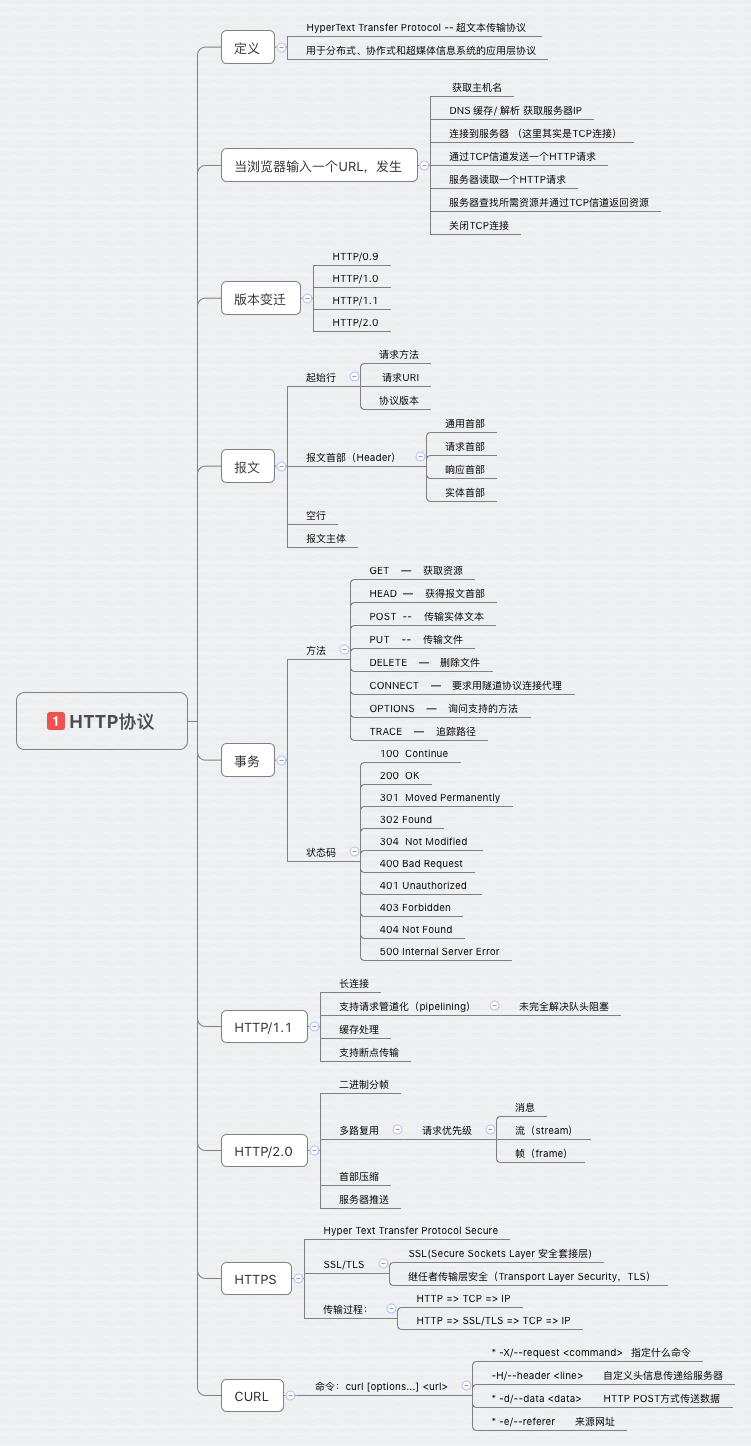 1 HTTP协议
定义
HyperText Transfer Protocol -- 超文本传输协议
用于分布式、协作式和超媒体信息系统的应用层协议
当浏览器输入一个URL，发生
获取主机名
DNS 缓存/ 解析 获取服务器IP
连接到服务器 （这里其实是TCP连接）
通过TCP信道发送一个HTTP请求
服务器读取一个HTTP请求
服务器查找所需资源并通过TCP信道返回资源
关闭TCP连接
版本变迁
HTTP/0.9
HTTP/1.0
HTTP/1.1
HTTP/2.0
报文
起始行
请求方法
请求URI
协议版本
报文首部（Header）
通用首部
请求首部
响应首部
实体首部
空行
报文主体
事务
方法
GET — 获取资源
HEAD — 获得报文首部
POST -- 传输实体文本
PUT -- 传输文件
DELETE — 删除文件
CONNECT — 要求用隧道协议连接代理
OPTIONS — 询问支持的方法
TRACE — 追踪路径
状态码
100 Continue
200 OK
301 Moved Permanently
302 Found
304 Not Modified
400 Bad Request
401 Unauthorized
403 Forbidden
404 Not Found
500 Internal Server Error
HTTP/1.1
长连接
支持请求管道化（pipelining） 未完全解决队头阻塞
缓存处理
支持断点传输
HTTP/2.0
二进制分帧
多路复用 请求优先级
消息
流（stream）
帧（frame）
首部压缩
服务器推送
HTTPS
Hyper Text Transfer Protocol Secure
SSL/TLS
SSL(Secure Sockets Layer 安全套接层)
继任者传输层安全（Transport Layer Security，TLS）
传输过程：
HTTP => TCP => IP
HTTP => SSL/TLS => TCP => IP
CURL
命令：curl [options...] <url>
* -X/--request <command> 指定什么命令
-H/--header <line> 自定义头信息传递给服务器
* -d/--data <data> HTTP POST方式传送数据
* -e/--referer 来源网址